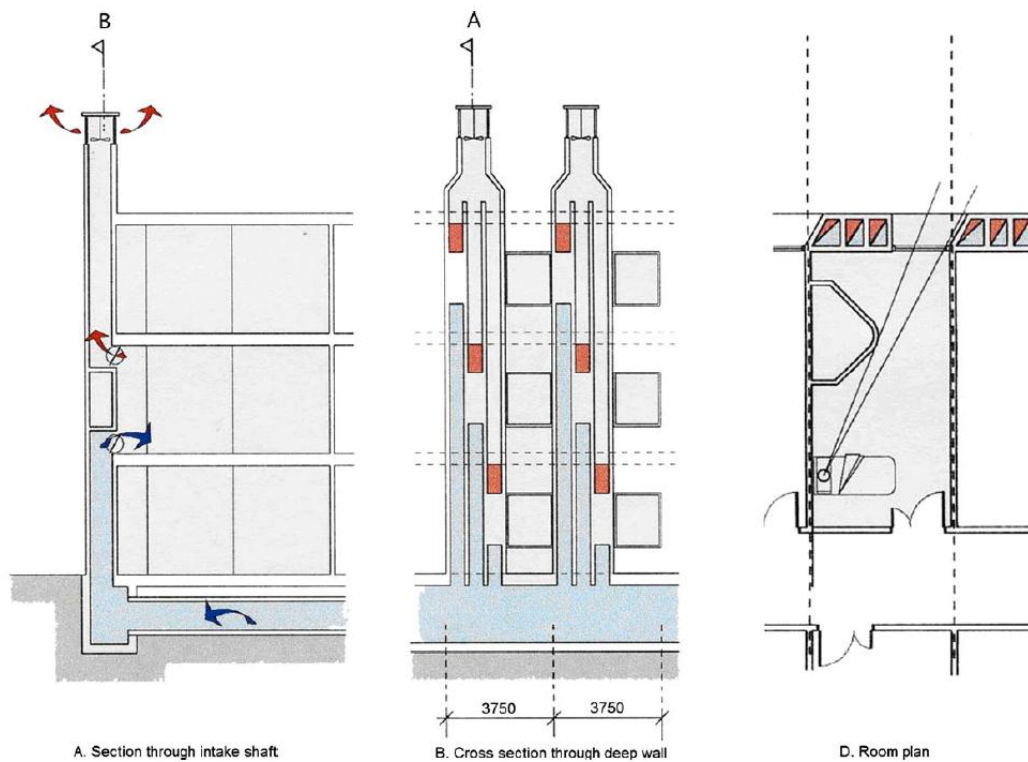 B
A
3750
3750
A. Section through intake shaft
B. Cross section through deep wall
D. Room plan